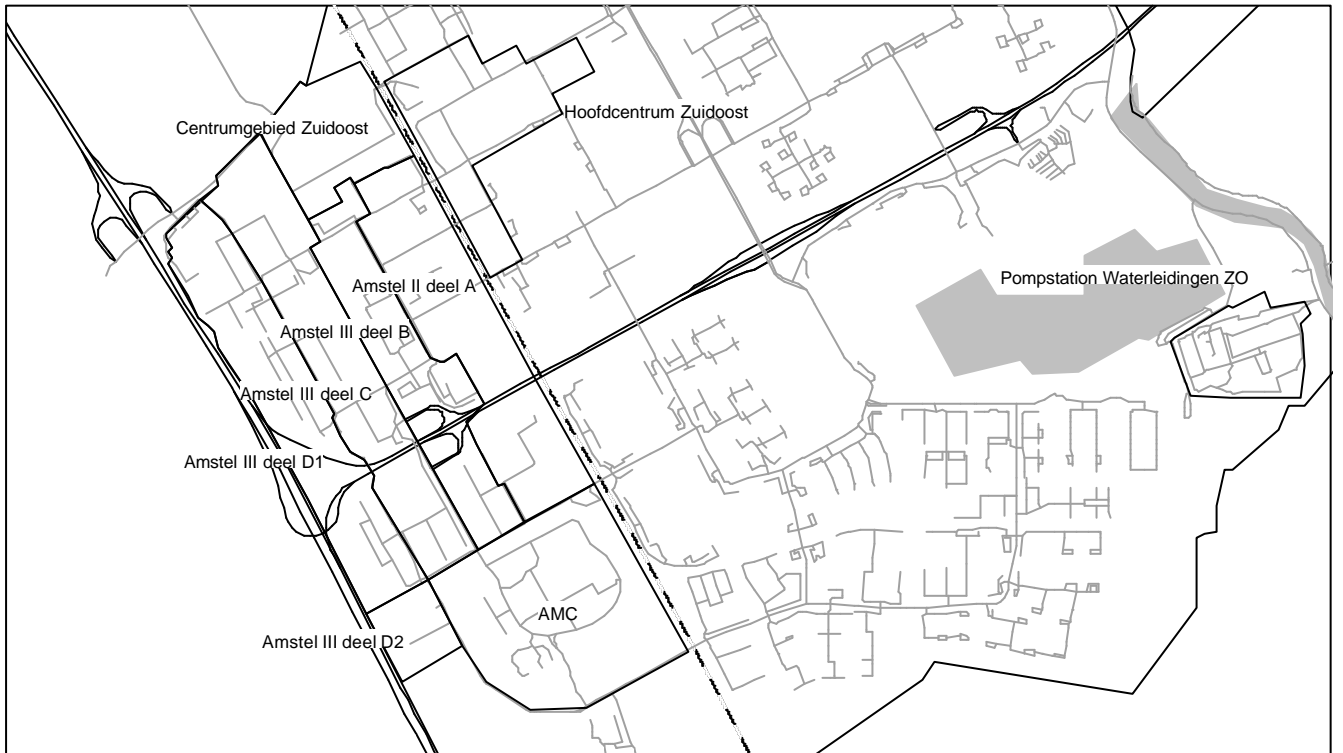 Hoofdcentrum Zuidoost
Centrumgebied Zuidoost
Pompstation Waterleidingen ZO
Amstel II deel A
Amstel III deel B
Amstel III deel C
Amstel III deel D1
AMC
Amstel III deel D2